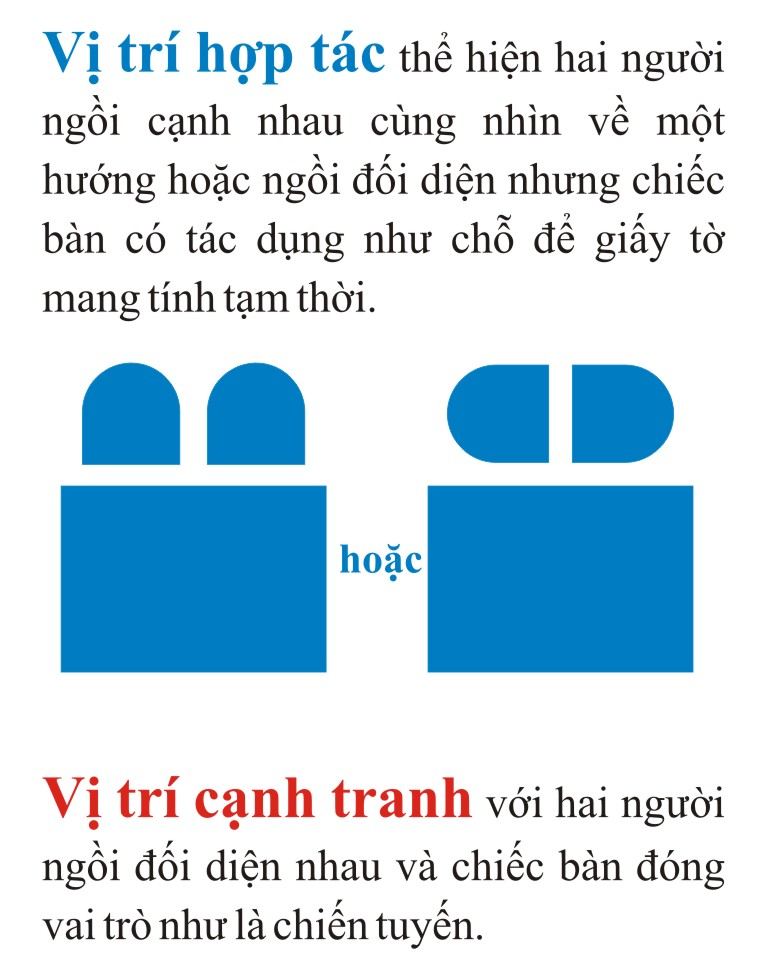 Vị trí hợp tác thể hiện hai người
ngồi cạnh nhau cùng nhìn về một
hướng hoặc ngồi đối diện nhưng chiếc
bàn có tác dụng như chỗ để giấy tờ
mang tính tạm thời.
hoặc
Vị trí cạnh tranh với hai người
ngồi đối diện nhau và chiếc bàn đóng
vai trò như là chiến tuyến.